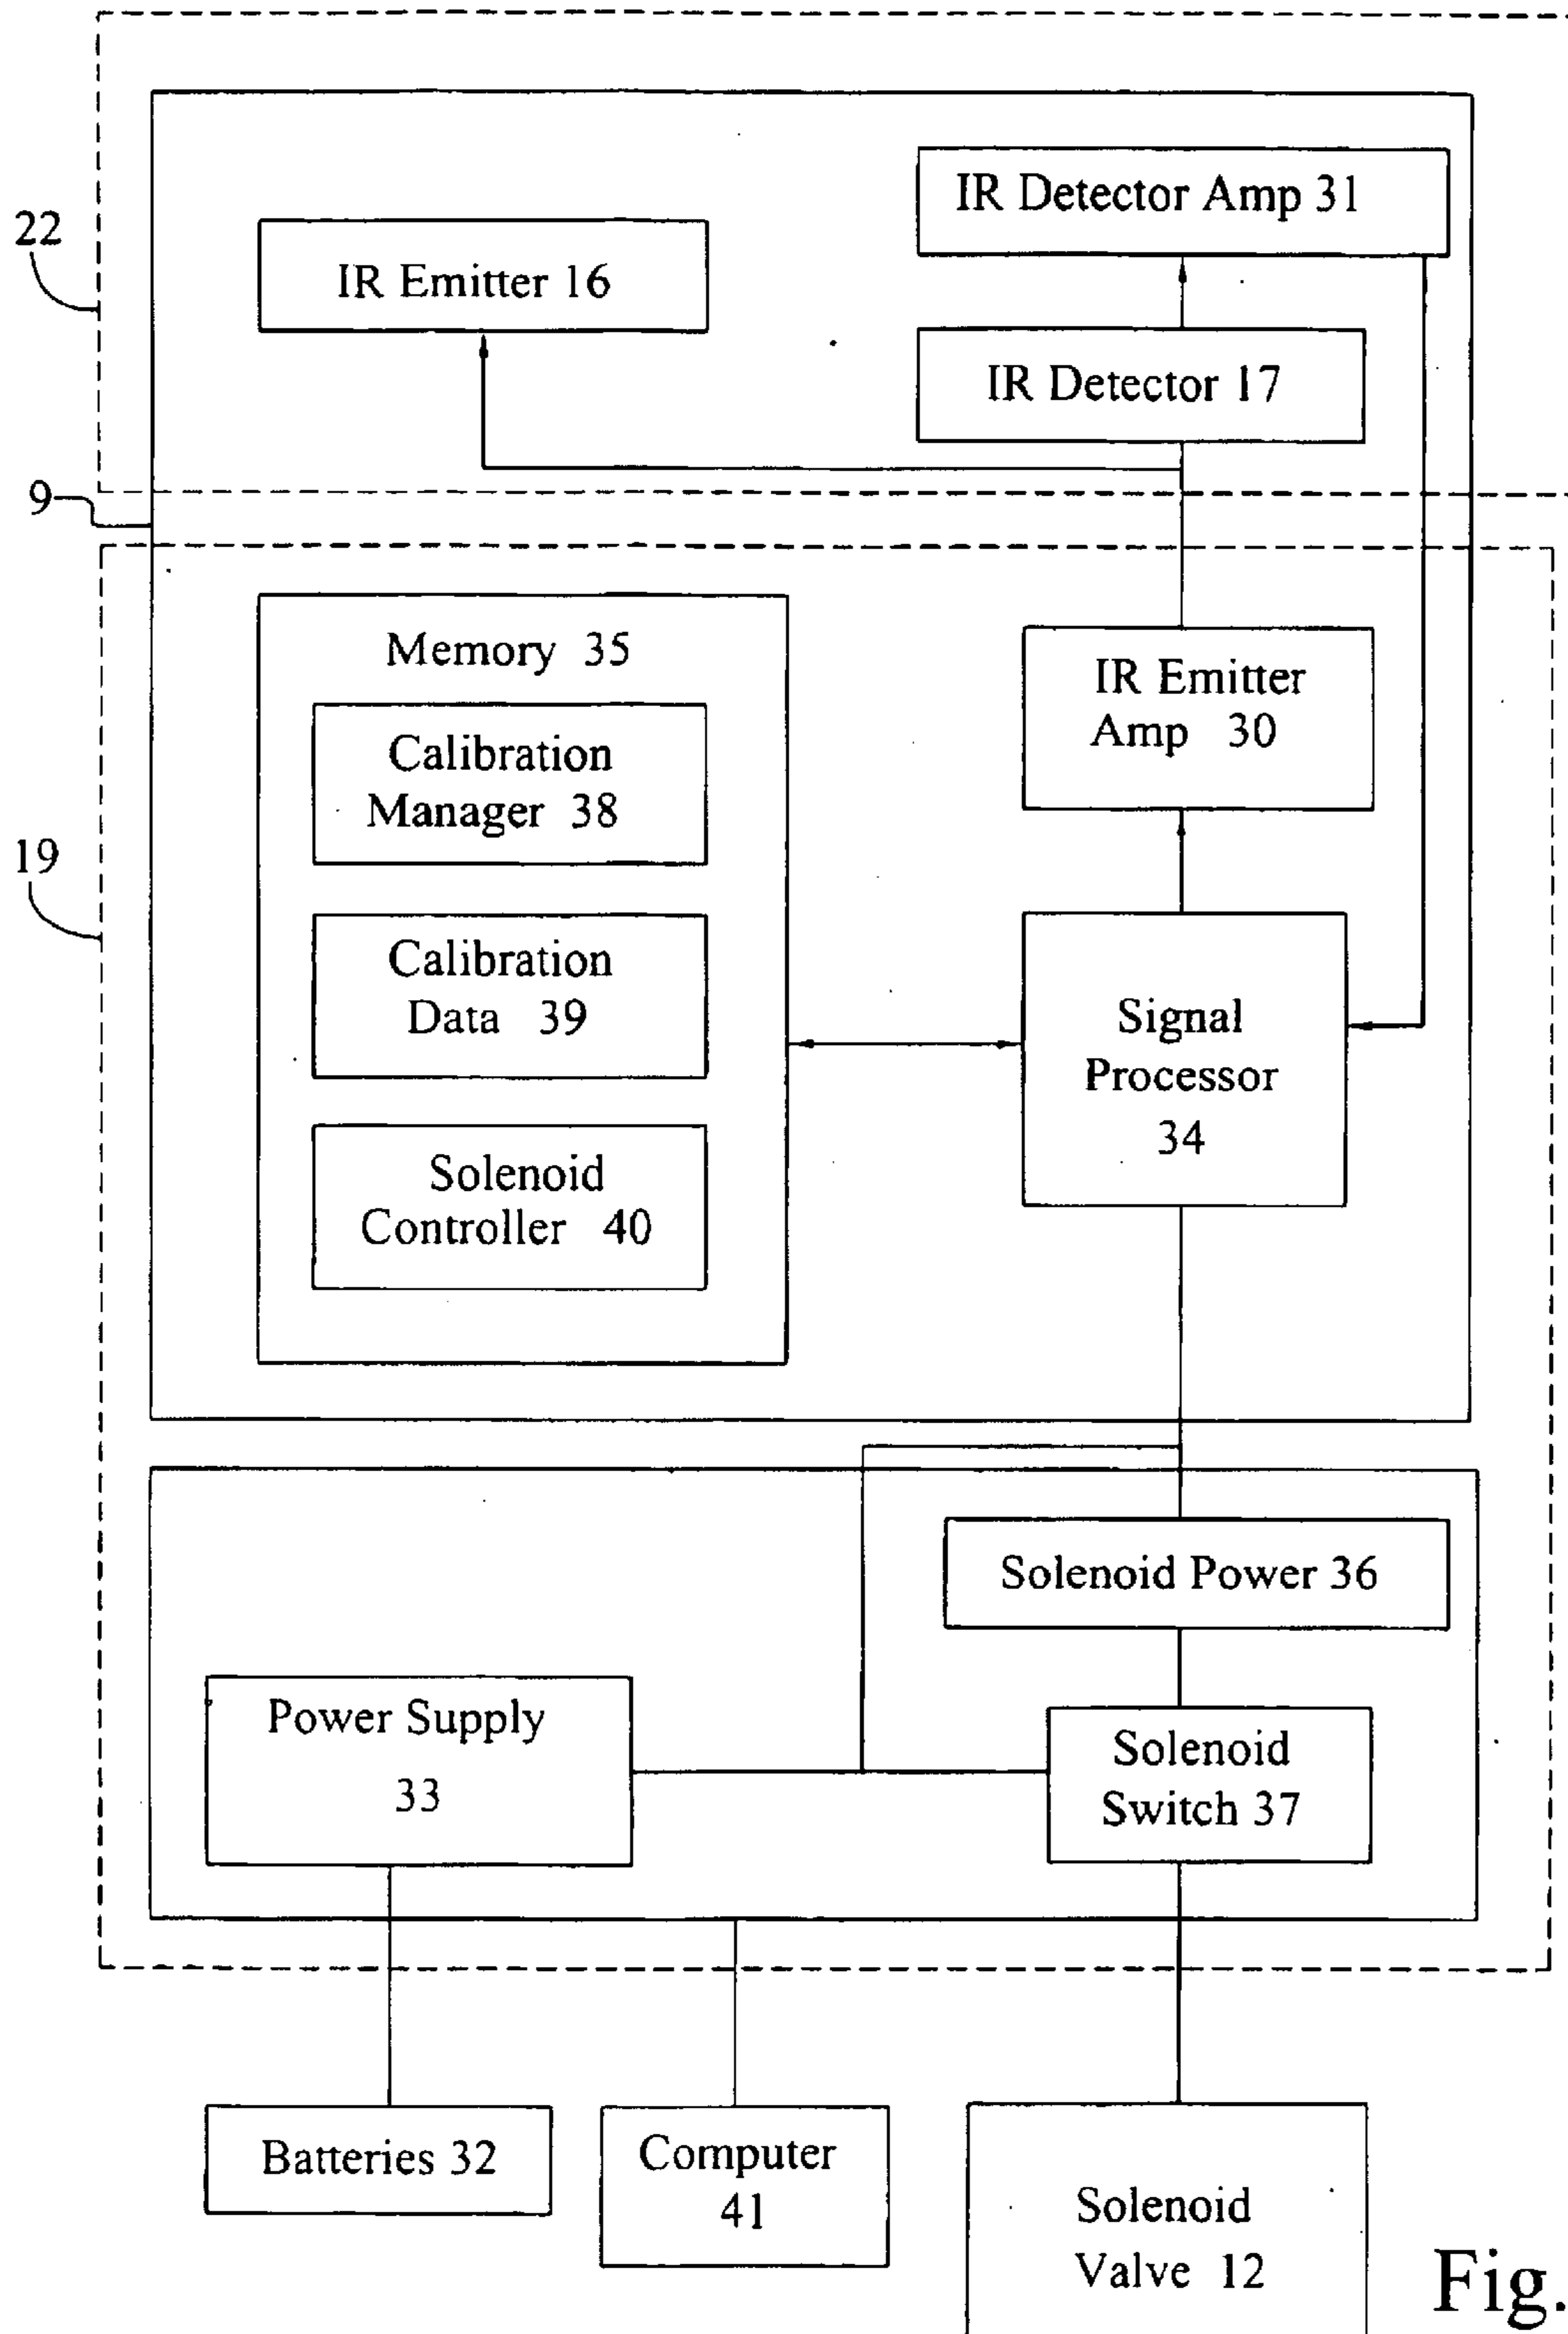 IR Detector Amp 31
22
IR Emitter 16
IR Detector 17
9
Memory 35
IR Emitter
Amp 30
Calibration
Manager 38
19
Calibration
Data 39
Signal
Processor
34
Solenoid
Controller 40
Solenoid Power 36
Power Supply
33
Solenoid
Switch 37
Batteries 32
Computer
41
Solenoid
Valve 12
Fig.